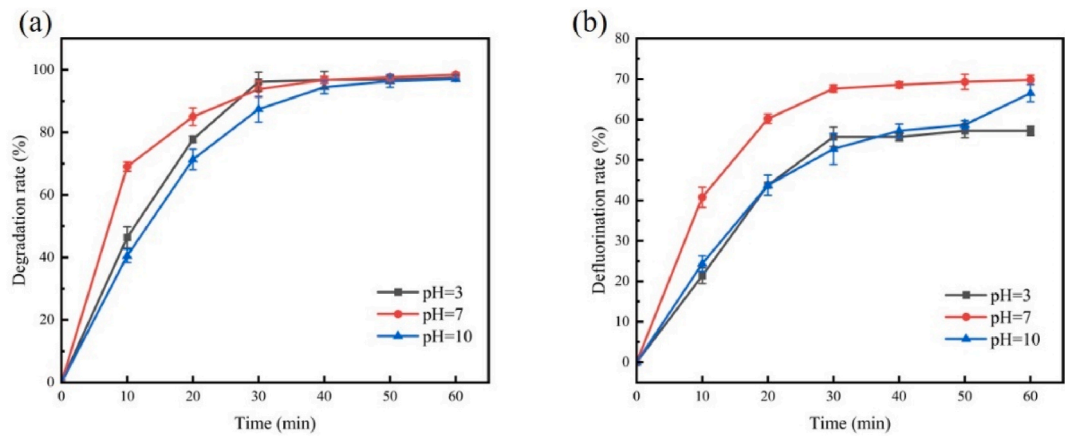 (a)
100
80
60
40
20
0
Degradation rate (%)
0 10 20 30 40 50 60
Time (min)
pH=3
pH=7
pH=10
(b)
80
70
60
50
40
30
20
10
0
Defluorination rate (%)
0 10 20 30 40 50 60
Time (min)
pH=3
pH=7
pH=10